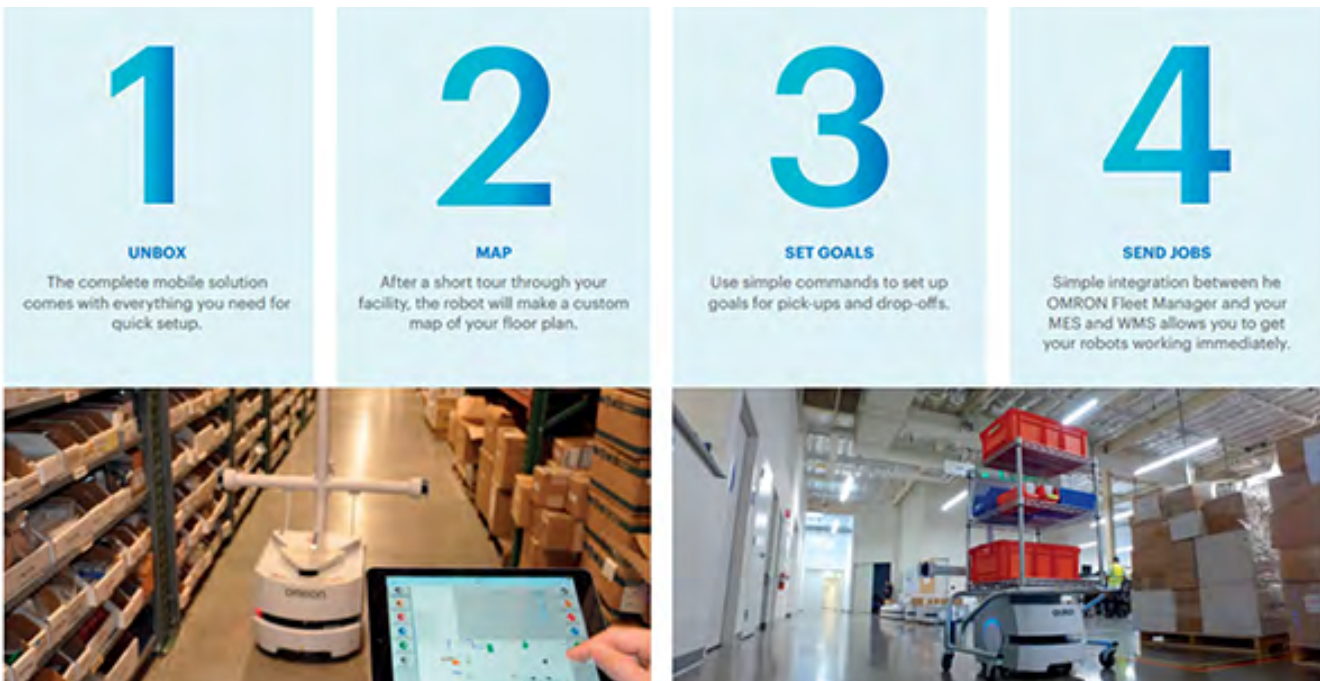 1
UNBOX
The complete mobile solution
comes with everything you need for
quick setup.
2
MAP
After a short tour through your
facility, the robot will make a custom
map of your floor plan.
3
SET GOALS
Use simple commands to set up
goals for pick-ups and drop-offs.
4
SEND JOBS
Simple integration between he
OMRON Fleet Manager and your
MES and WMS allows you to get
your robots working immediately.
OMRON
OMRON